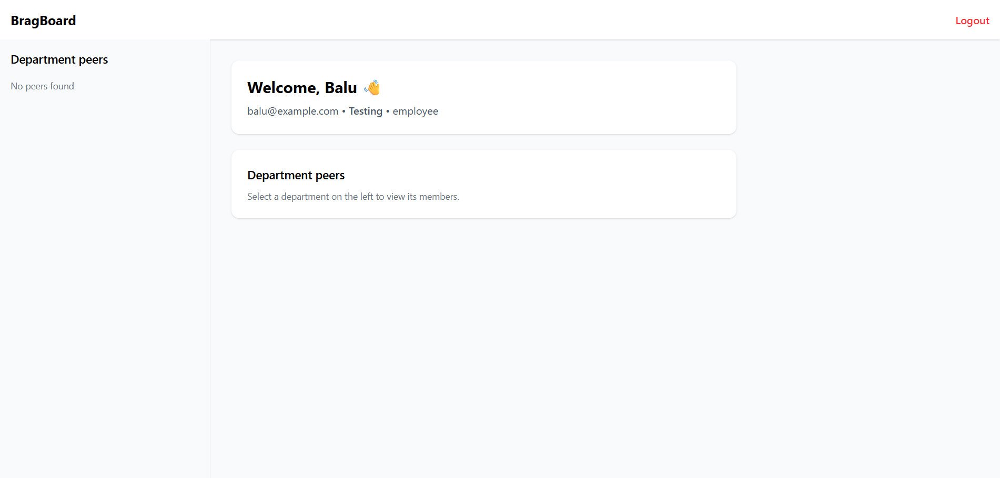 BragBoard
Logout
Department peers
No peers found
Welcome, Balu 👋
balu@example.com • Testing • employee
Department peers
Select a department on the left to view its members.